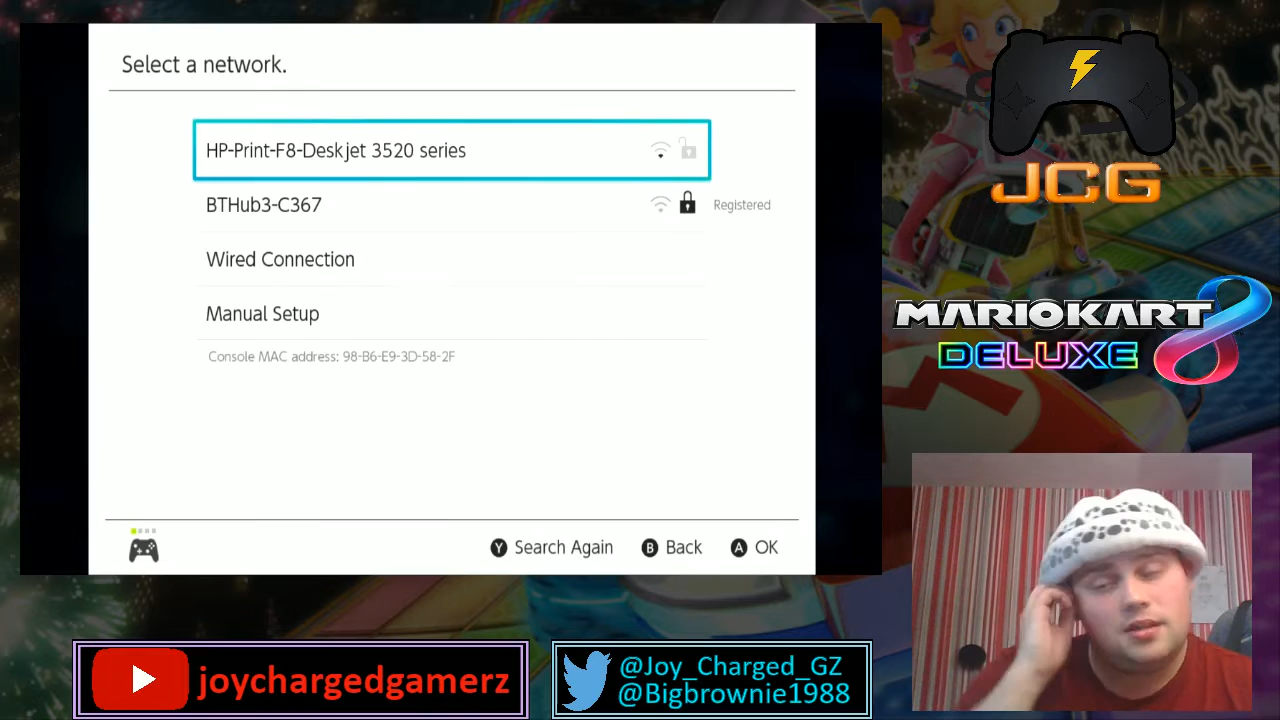 Select a network.
HP-Print-F8-Deskjet 3520 series
BTHub3-C367
Registered
Wired Connection
Manual Setup
Console MAC address: 98-B6-E9-3D-58-2F
Y Search Again B Back A OK
JCG
MARIOKART 8
DELUXE
joychargedgamerz
@Joy_Charged_GZ
@Bigbrownie1988